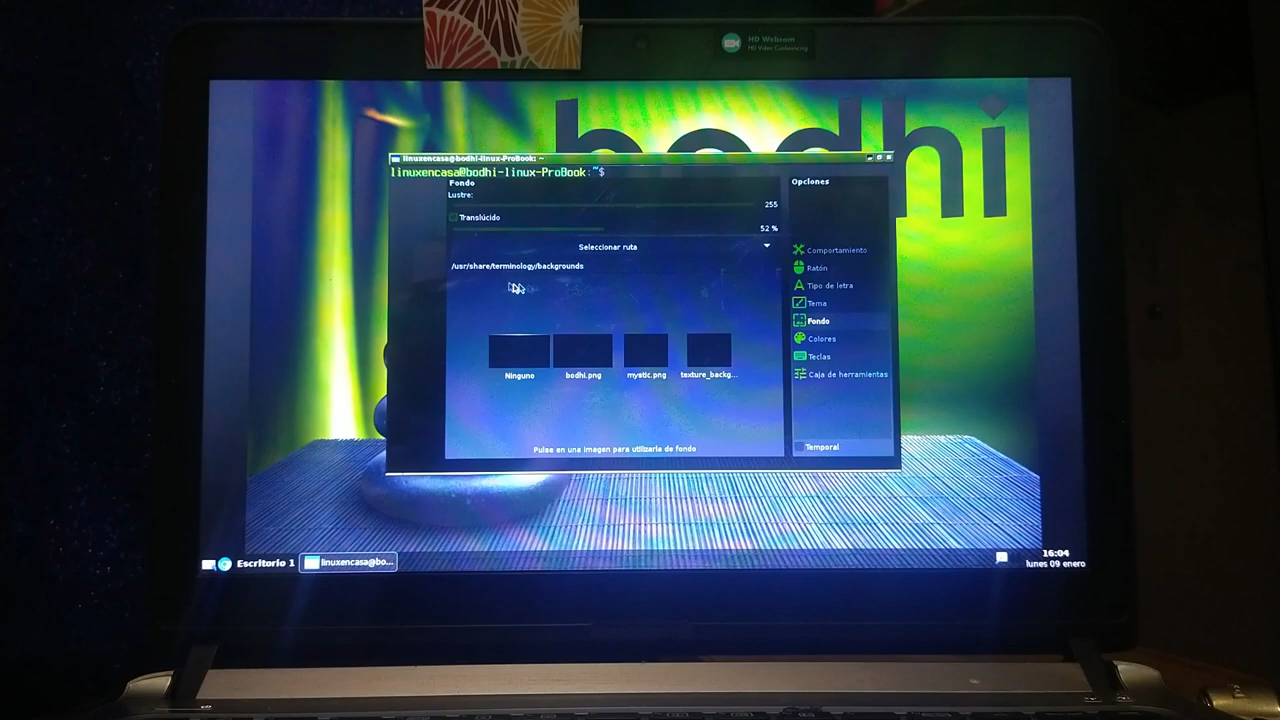 HD Webcam
HD Video Conferencing
bodhi
linuxencasa@bodhi-linux-ProBook: ~
linuxencasa@bodhi-linux-ProBook:~$
Fondo
Opciones
Lustre:
255
Translúcido
52 %
Seleccionar ruta
/usr/share/terminology/backgrounds
Comportamiento
Ratón
Tipo de letra
Tema
Fondo
Colores
Teclas
Caja de herramientas
Ninguno
bodhi.png
mystic.png
texture_backg...
Pulse en una imagen para utilizarla de fondo
Temporal
Escritorio 1
linuxencasa@bo...
16:04
lunes 09 enero